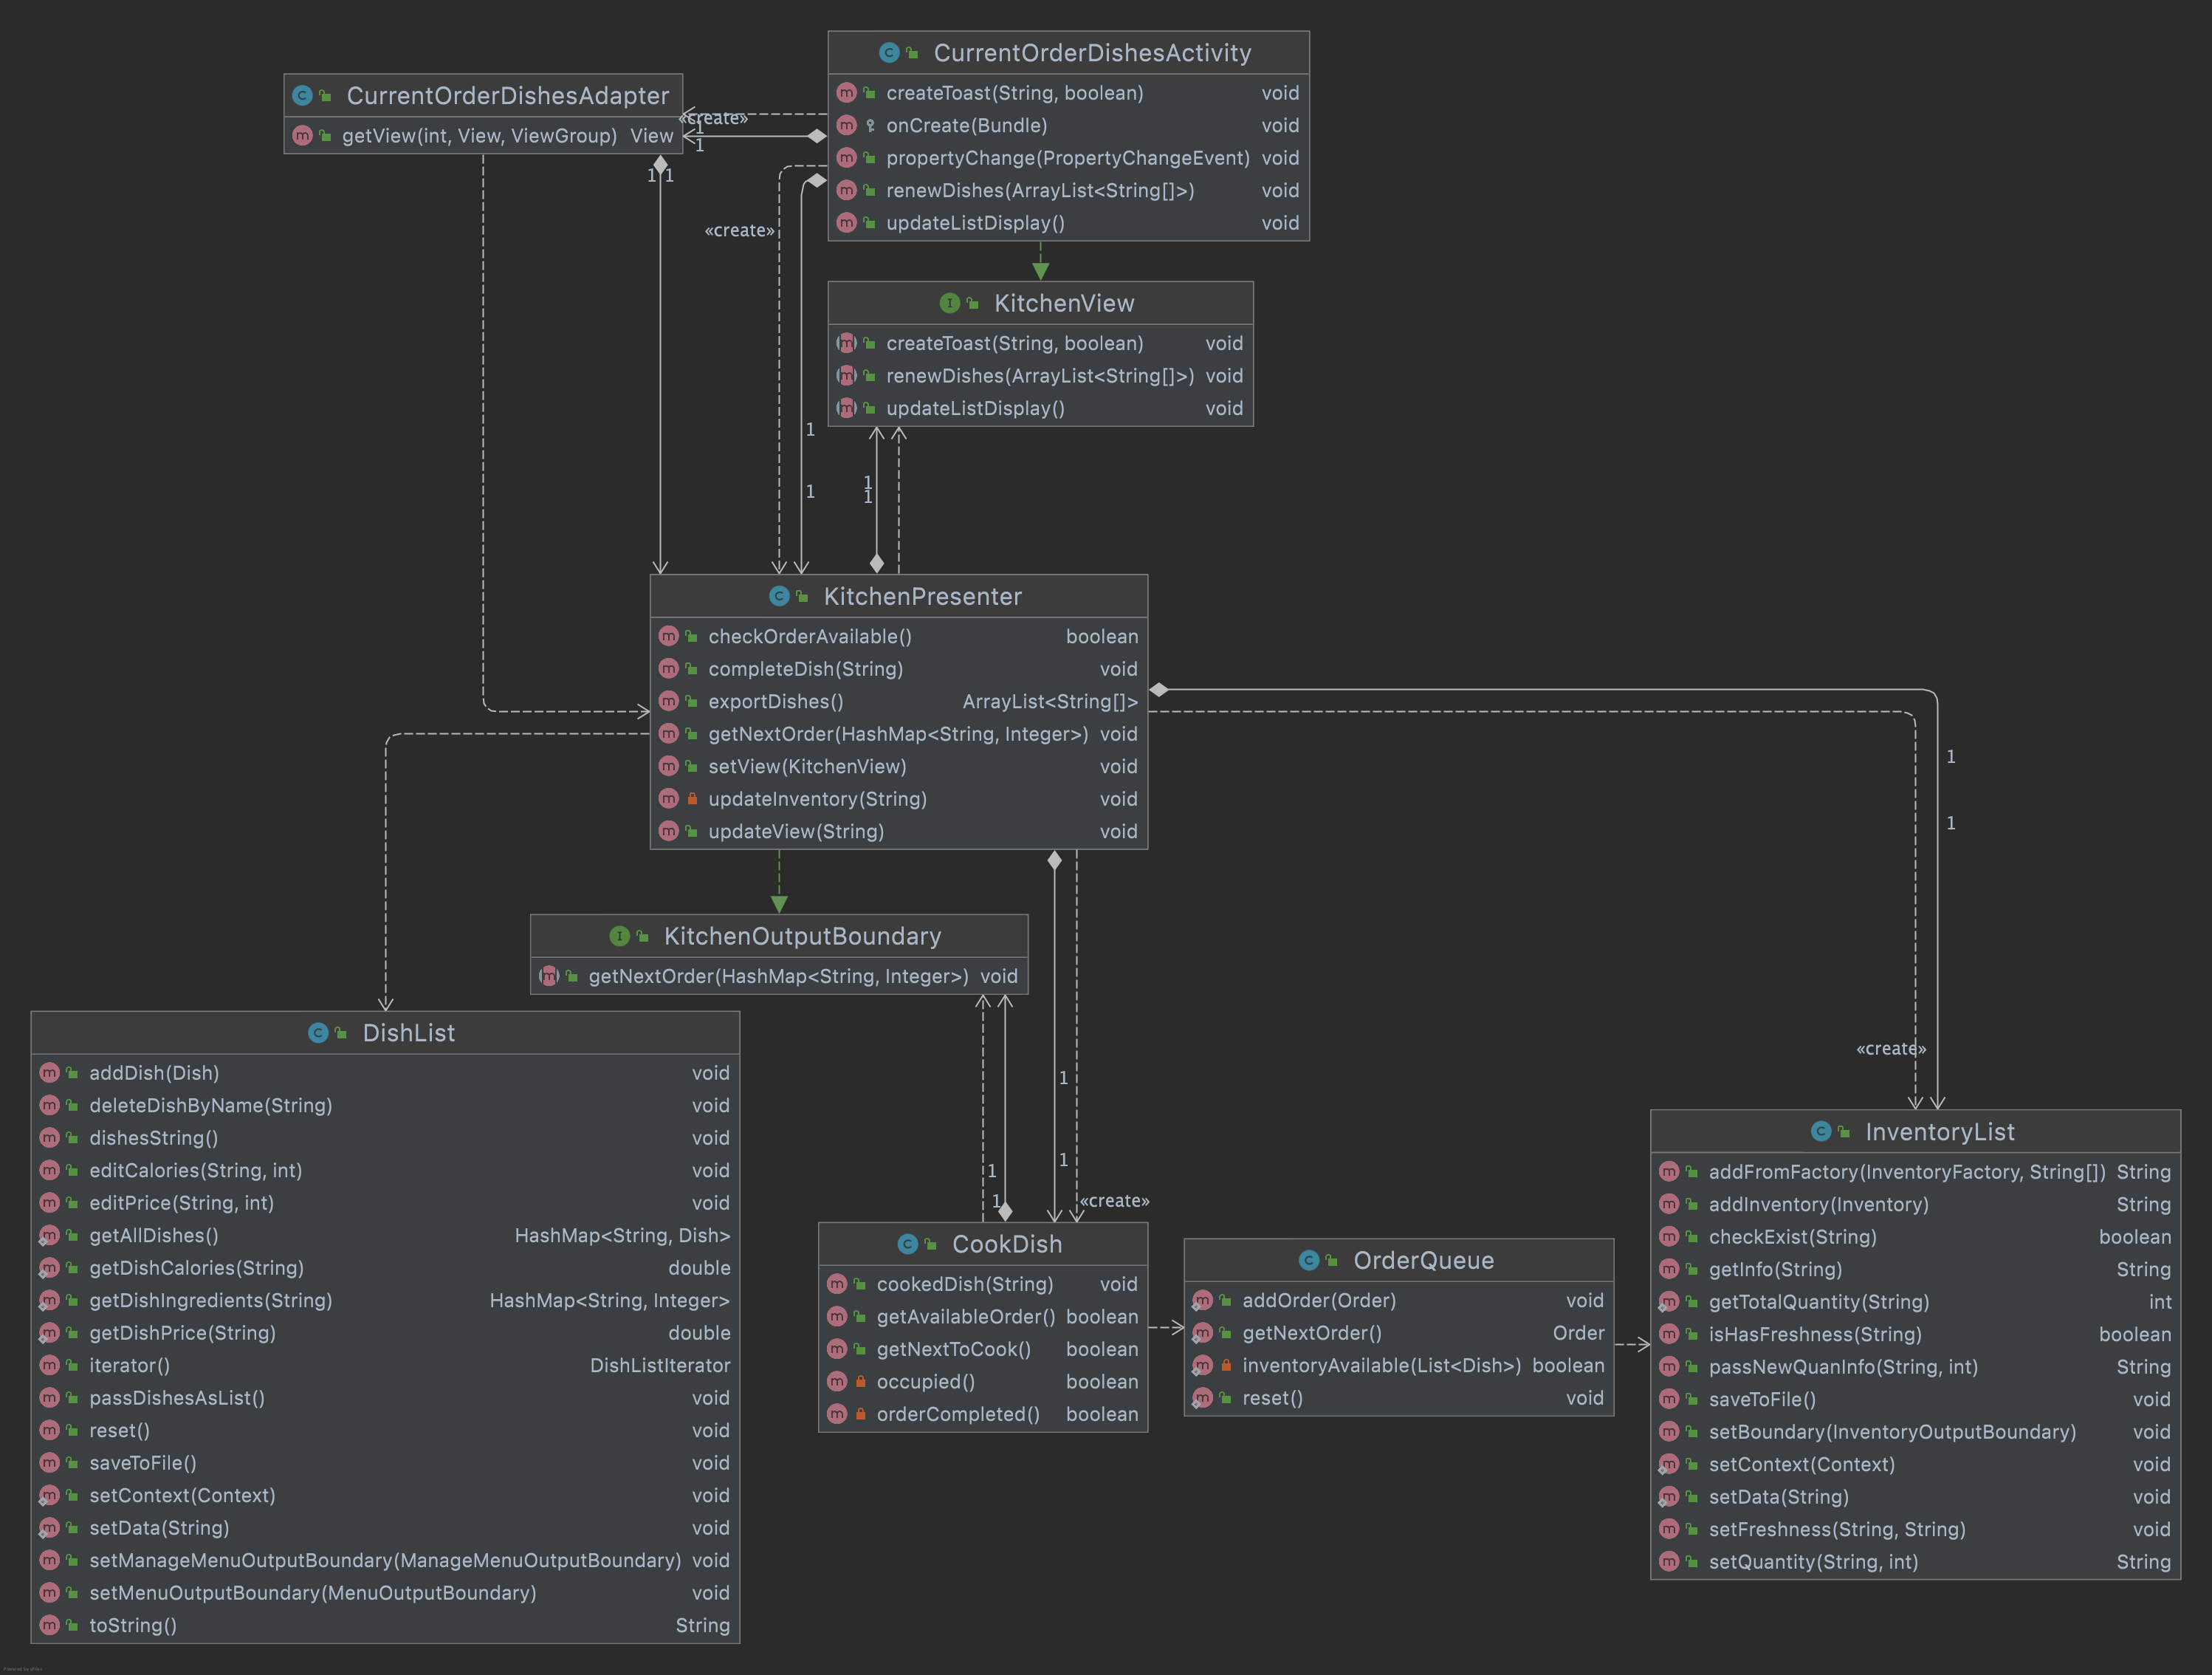 CurrentOrderDishesActivity
createToast(String, boolean) void
onCreate(Bundle) void
propertyChange(PropertyChangeEvent) void
renewDishes(ArrayList<String[]>) void
updateListDisplay() void
CurrentOrderDishesAdapter
getView(int, View, ViewGroup) View
«create»
1
1
1 1
«create»
KitchenView
createToast(String, boolean) void
renewDishes(ArrayList<String[]>) void
updateListDisplay() void
1
1
1
1
KitchenPresenter
checkOrderAvailable() boolean
completeDish(String) void
exportDishes() ArrayList<String[]>
getNextOrder(HashMap<String, Integer>) void
setView(KitchenView) void
updateInventory(String) void
updateView(String) void
1
1
KitchenOutputBoundary
getNextOrder(HashMap<String, Integer>) void
DishList
addDish(Dish) void
deleteDishByName(String) void
dishesString() void
editCalories(String, int) void
editPrice(String, int) void
getAllDishes() HashMap<String, Dish>
getDishCalories(String) double
getDishIngredients(String) HashMap<String, Integer>
getDishPrice(String) double
iterator() DishListIterator
passDishesAsList() void
reset() void
saveToFile() void
setContext(Context) void
setData(String) void
setManageMenuOutputBoundary(ManageMenuOutputBoundary) void
setMenuOutputBoundary(MenuOutputBoundary) void
toString() String
1
1
1
1
«create»
«create»
CookDish
cookedDish(String) void
getAvailableOrder() boolean
getNextToCook() boolean
occupied() boolean
orderCompleted() boolean
OrderQueue
addOrder(Order) void
getNextOrder() Order
inventoryAvailable(List<Dish>) boolean
reset() void
InventoryList
addFromFactory(InventoryFactory, String[]) String
addInventory(Inventory) String
checkExist(String) boolean
getInfo(String) String
getTotalQuantity(String) int
isHasFreshness(String) boolean
passNewQuanInfo(String, int) String
saveToFile() void
setBoundary(InventoryOutputBoundary) void
setContext(Context) void
setData(String) void
setFreshness(String, String) void
setQuantity(String, int) String
Powered by yFiles